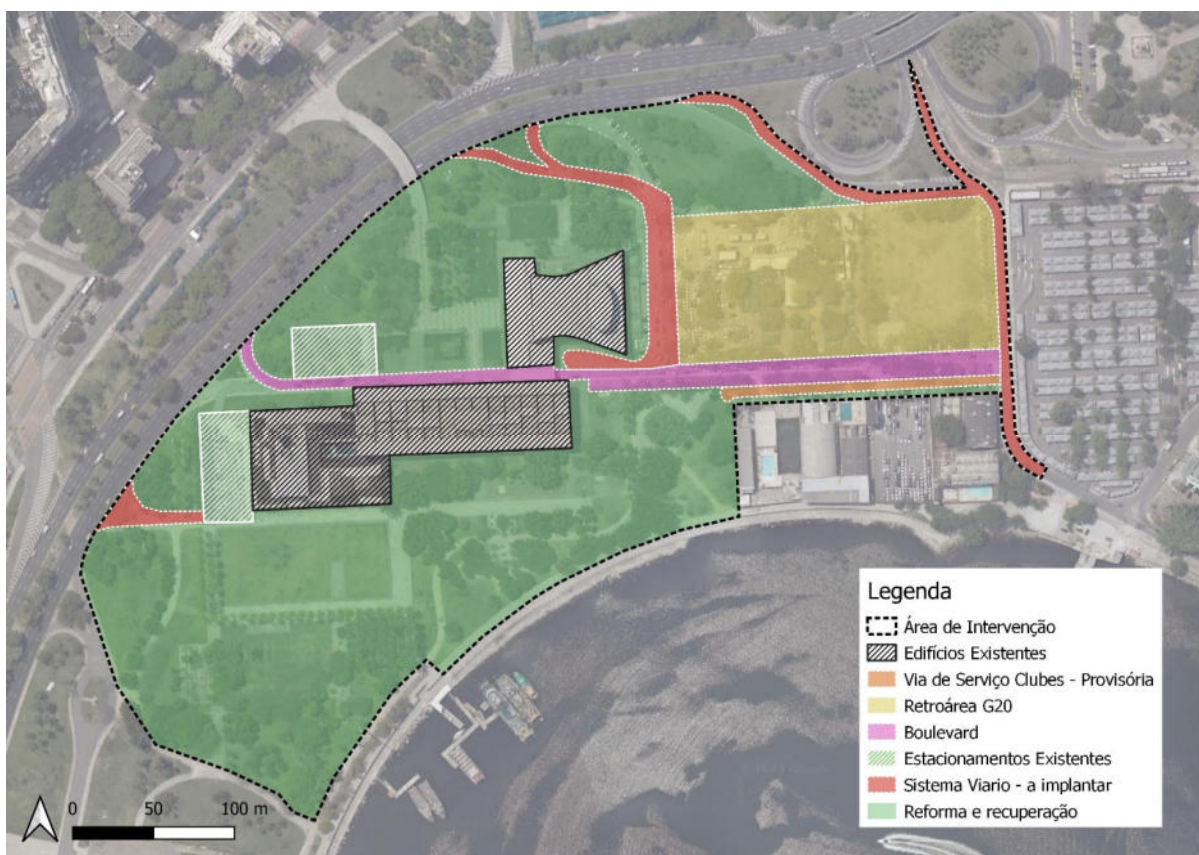 Legenda
Área de Intervenção
Edifícios Existentes
Via de Serviço Clubes - Provisória
Retroárea G20
Boulevard
Estacionamentos Existentes
Sistema Viario - a implantar
Reforma e recuperação
0 50 100 m